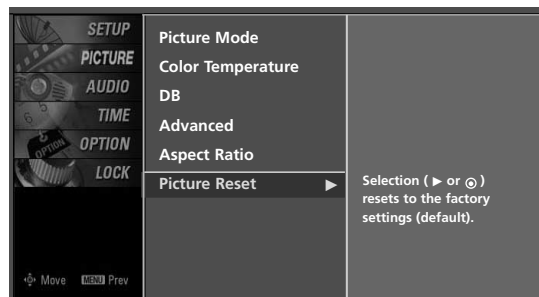 SETUP
PICTURE
AUDIO
TIME
OPTION
LOCK
Move MENU Prev
Picture Mode
Color Temperature
DB
Advanced
Aspect Ratio
Picture Reset ▶
Selection ( ▶ or ◉ )
resets to the factory
settings (default).